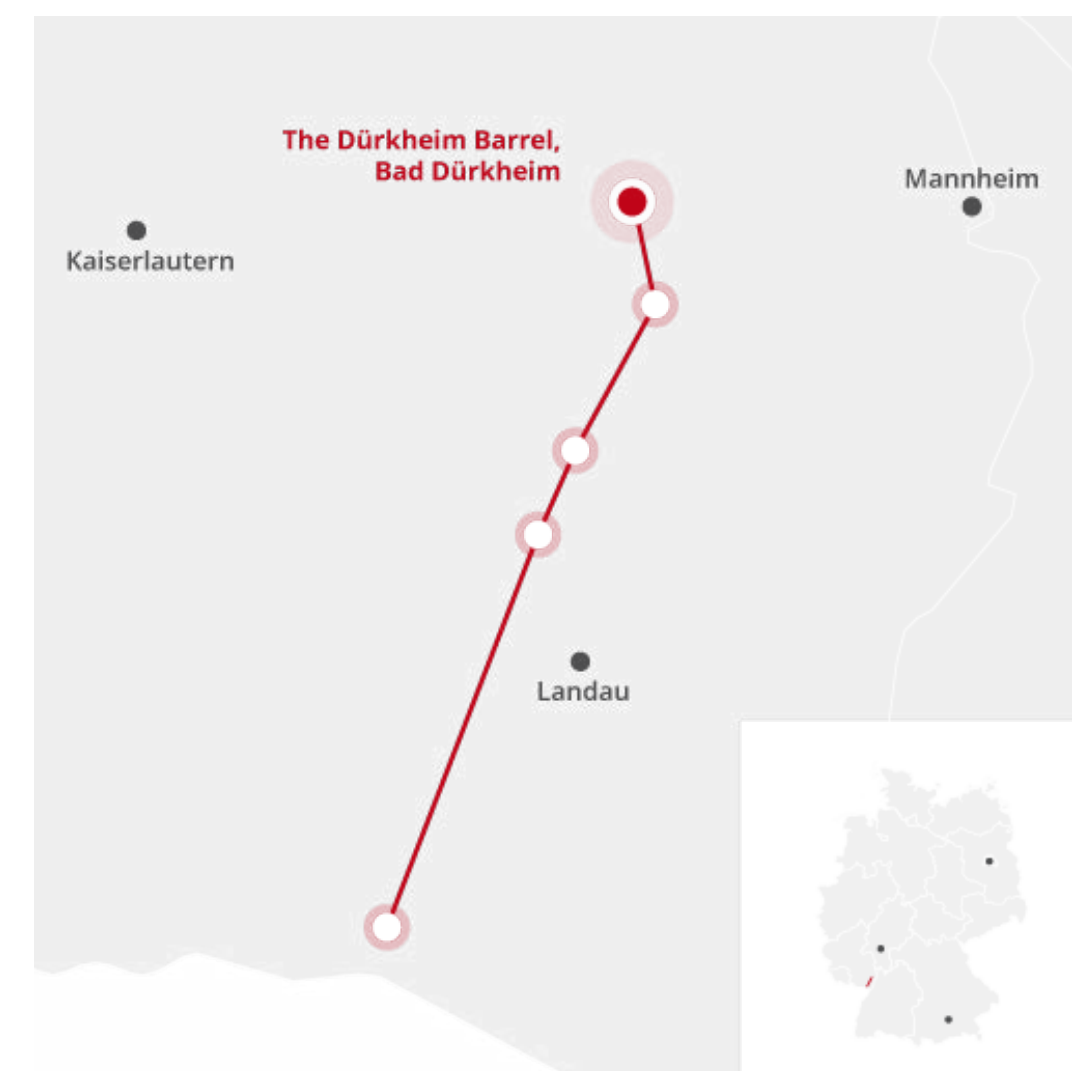 The Dürkheim Barrel,
Bad Dürkheim
Mannheim
Kaiserlautern
Landau